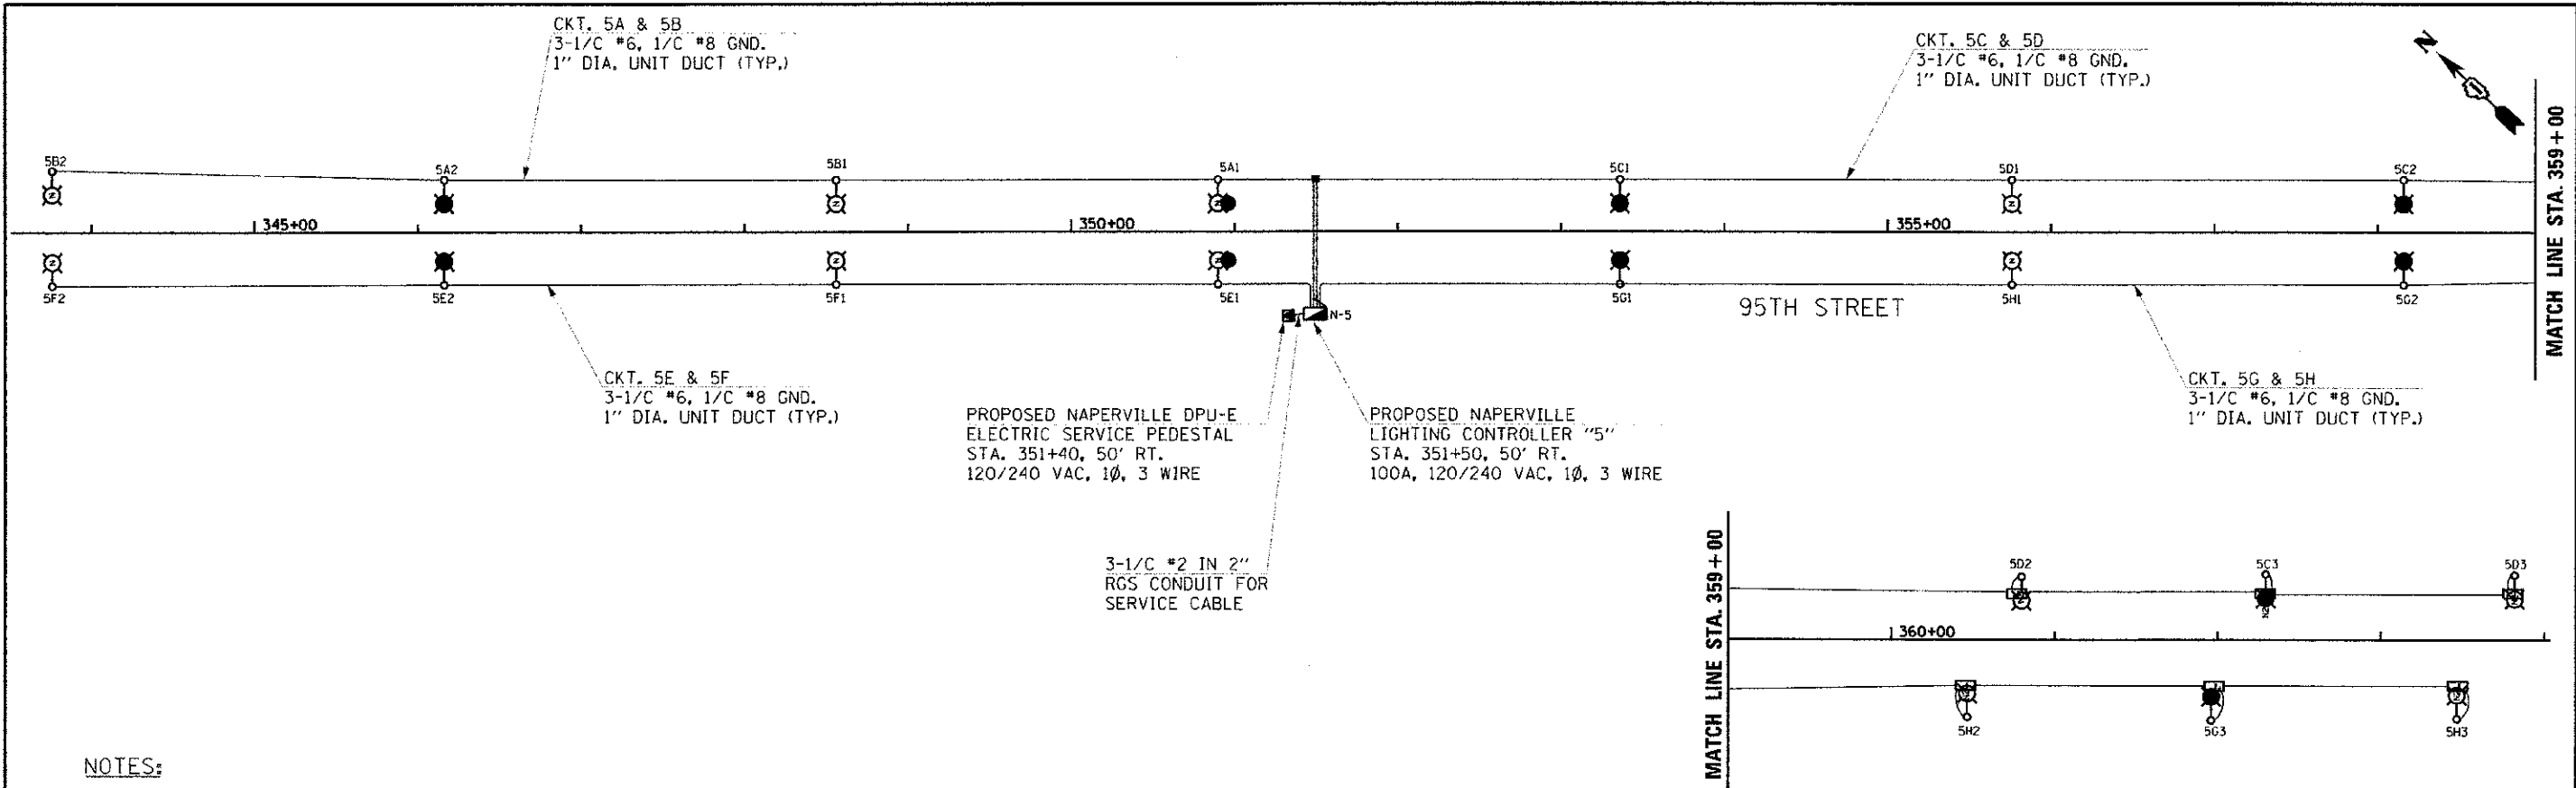 CKT. 5A & 5B
3-1/C #6, 1/C #8 GND.
1" DIA. UNIT DUCT (TYP.)
CKT. 5C & 5D
3-1/C #6, 1/C #8 GND.
1" DIA. UNIT DUCT (TYP.)
N
MATCH LINE STA. 359+00
5B2
5A2
5B1
5A1
5C1
5D1
5C2
345+00
350+00
355+00
5F2
5E2
5F1
5E1
5G1
5H1
5G2
N-5
95TH STREET
CKT. 5E & 5F
3-1/C #6, 1/C #8 GND.
1" DIA. UNIT DUCT (TYP.)
PROPOSED NAPERVILLE DPU-E
ELECTRIC SERVICE PEDESTAL
STA. 351+40, 50' RT.
120/240 VAC, 1Ø, 3 WIRE
PROPOSED NAPERVILLE
LIGHTING CONTROLLER "5"
STA. 351+50, 50' RT.
100A, 120/240 VAC, 1Ø, 3 WIRE
CKT. 5G & 5H
3-1/C #6, 1/C #8 GND.
1" DIA. UNIT DUCT (TYP.)
3-1/C #2 IN 2"
RGS CONDUIT FOR
SERVICE CABLE
MATCH LINE STA. 359+00
5D2
5C3
5D3
360+00
5H2
5G3
5H3
NOTES: